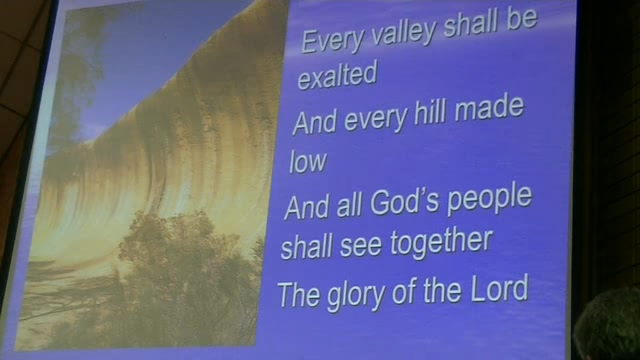 Every valley shall be
exalted
And every hill made
low
And all God's people
shall see together
The glory of the Lord